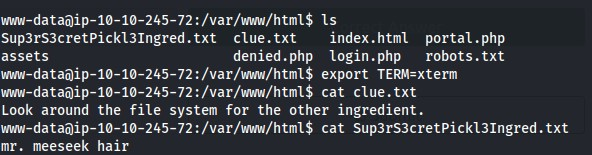 www-data@ip-10-10-245-72:/var/www/html$ ls
Sup3rS3cretPickl3Ingred.txt  clue.txt    index.html  portal.php
assets                       denied.php  login.php   robots.txt
www-data@ip-10-10-245-72:/var/www/html$ export TERM=xterm
www-data@ip-10-10-245-72:/var/www/html$ cat clue.txt
Look around the file system for the other ingredient.
www-data@ip-10-10-245-72:/var/www/html$ cat Sup3rS3cretPickl3Ingred.txt
mr. meeseek hair